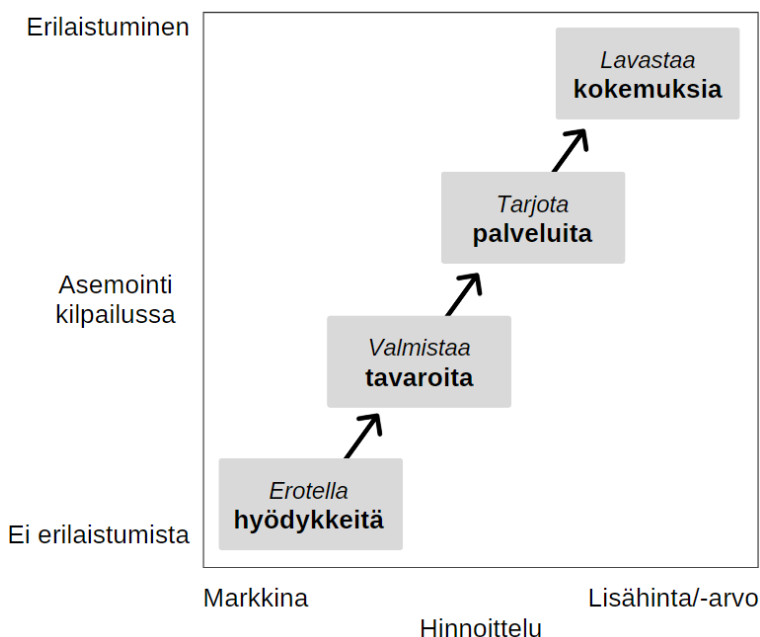 Erilaistuminen
Lavastaa
kokemuksia
Tarjota
palveluita
Asemointi
kilpailussa
Valmistaa
tavaroita
Erotella
hyödykkeitä
Ei erilaistumista
Markkina
Lisähinta/-arvo
Hinnoittelu